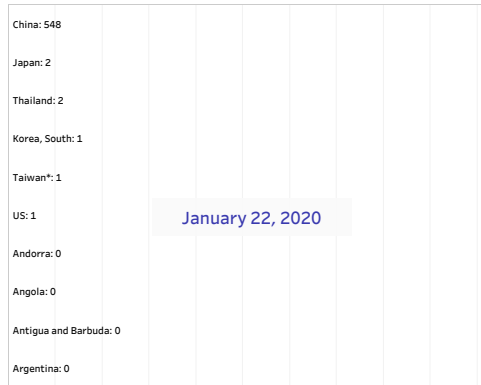 China: 548
Japan: 2
Thailand: 2
Korea, South: 1
Taiwan*: 1
US: 1
January 22, 2020
Andorra: 0
Angola: 0
Antigua and Barbuda: 0
Argentina: 0